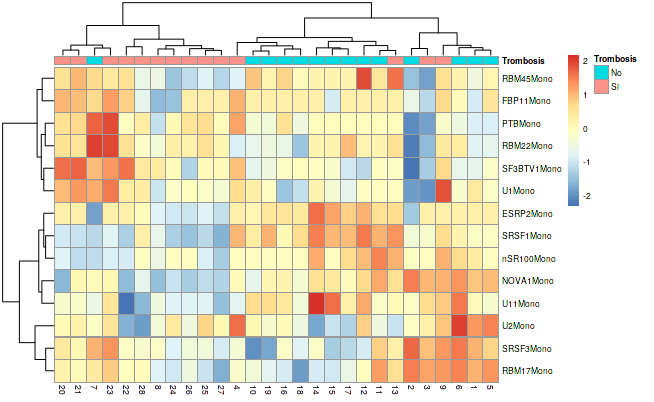 Trombosis
RBM45Mono
FBP11Mono
PTBMono
RBM22Mono
SF3BTV1Mono
U1Mono
ESRP2Mono
SRSF1Mono
nSR100Mono
NOVA1Mono
U11Mono
U2Mono
SRSF3Mono
RBM17Mono
20 21 7 23 22 28 8 24 26 25 27 4 10 19 16 18 14 15 17 12 11 13 2 3 9 6 1 5
2
1
0
-1
-2
Trombosis
No
SI